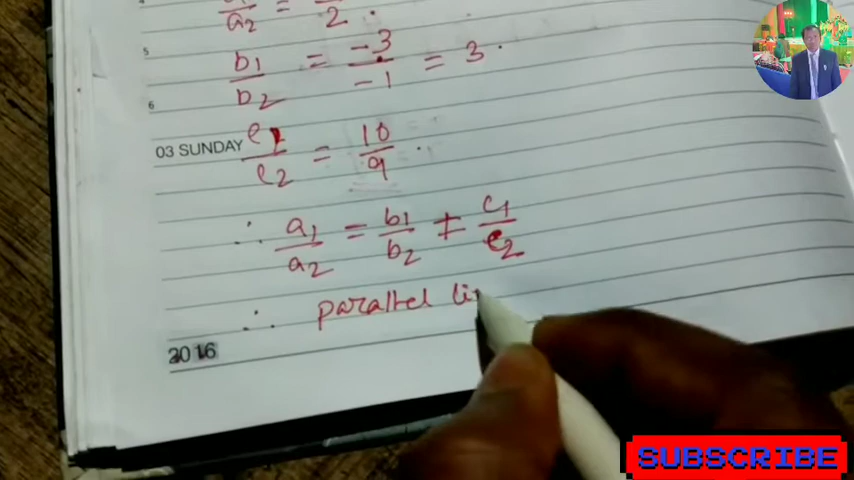 a2 = 2.
5
b1/b2 = -3/-1 = 3.
6
03 SUNDAY
c1/c2 = 10/9.
∴ a1/a2 = b1/b2 ≠ c1/c2
∴ parallel li
2016
SUBSCRIBE